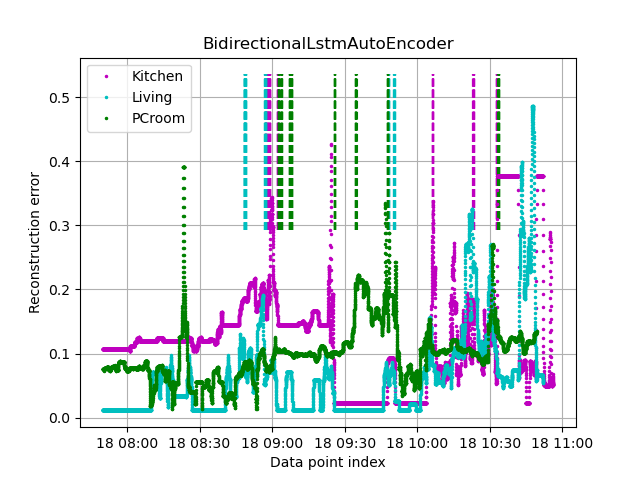 BidirectionalLstmAutoEncoder
Kitchen
Living
PCroom
Reconstruction error
0.5
0.4
0.3
0.2
0.1
0.0
18 08:00 18 08:30 18 09:00 18 09:30 18 10:00 18 10:30 18 11:00
Data point index